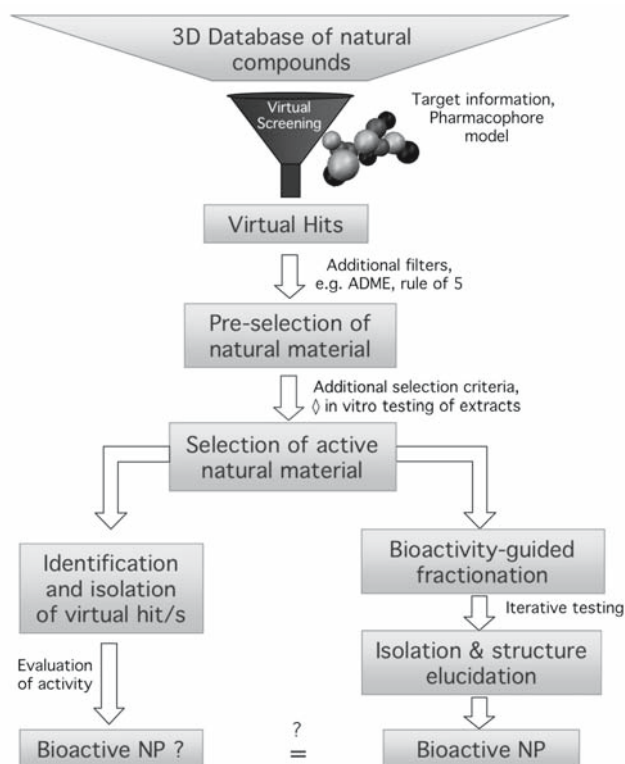 3D Database of natural
compounds
Virtual
Screening
Target information,
Pharmacophore
model
Virtual Hits
Additional filters,
e.g. ADME, rule of 5
Pre-selection of
natural material
Additional selection criteria,
◊ in vitro testing of extracts
Selection of active
natural material
Identification
and isolation
of virtual hit/s
Evaluation
of activity
Bioactive NP ?
Bioactivity-guided
fractionation
Iterative testing
Isolation & structure
elucidation
?
=
Bioactive NP